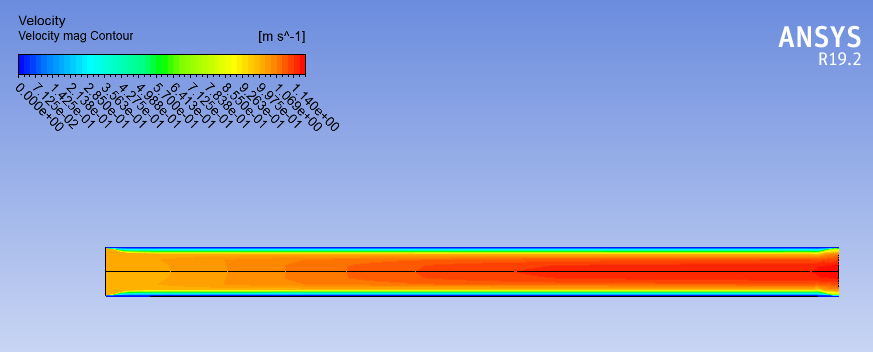 Velocity
Velocity mag Contour
[m s^-1]
ANSYS
R19.2
0.000e+00
7.125e-02
1.425e-01
2.138e-01
2.850e-01
3.563e-01
4.275e-01
4.988e-01
5.700e-01
6.413e-01
7.125e-01
7.838e-01
8.550e-01
9.263e-01
9.975e-01
1.069e+00
1.140e+00